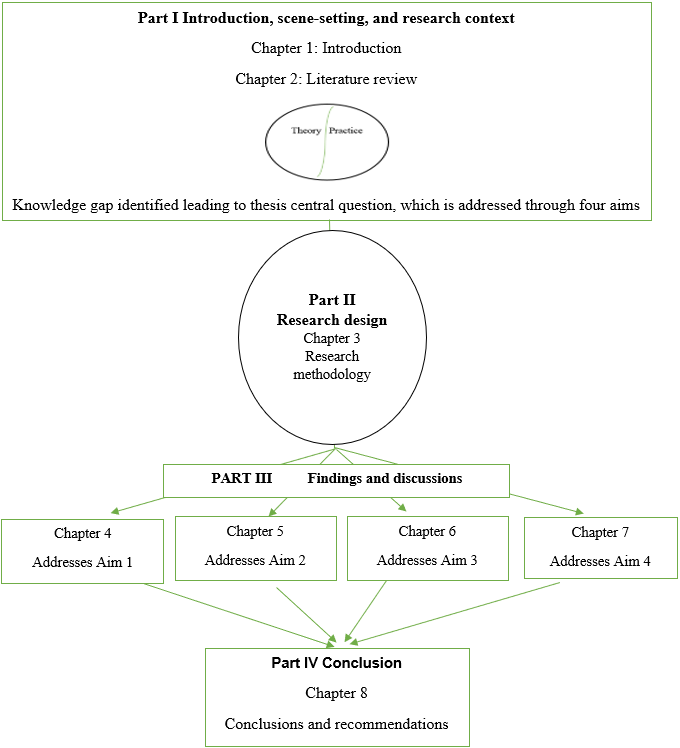 Part I Introduction, scene-setting, and research context
Chapter 1: Introduction
Chapter 2: Literature review
Theory Practice
Knowledge gap identified leading to thesis central question, which is addressed through four aims
Part II
Research design
Chapter 3
Research
methodology
PART III Findings and discussions
Chapter 4
Addresses Aim 1
Chapter 5
Addresses Aim 2
Chapter 6
Addresses Aim 3
Chapter 7
Addresses Aim 4
Part IV Conclusion
Chapter 8
Conclusions and recommendations